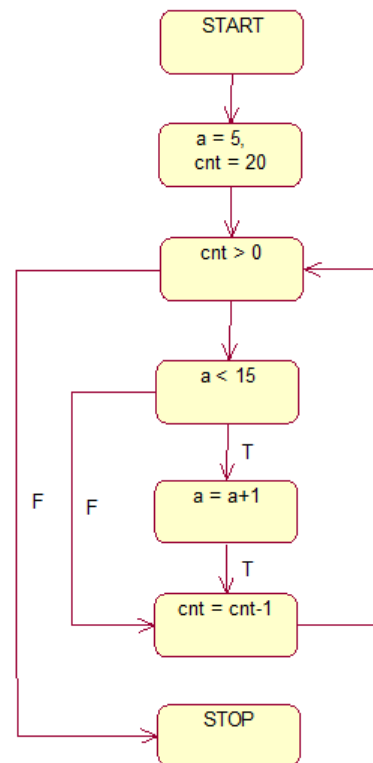 START
a = 5,
cnt = 20
cnt > 0
a < 15
T
F
F
a = a+1
T
cnt = cnt-1
STOP